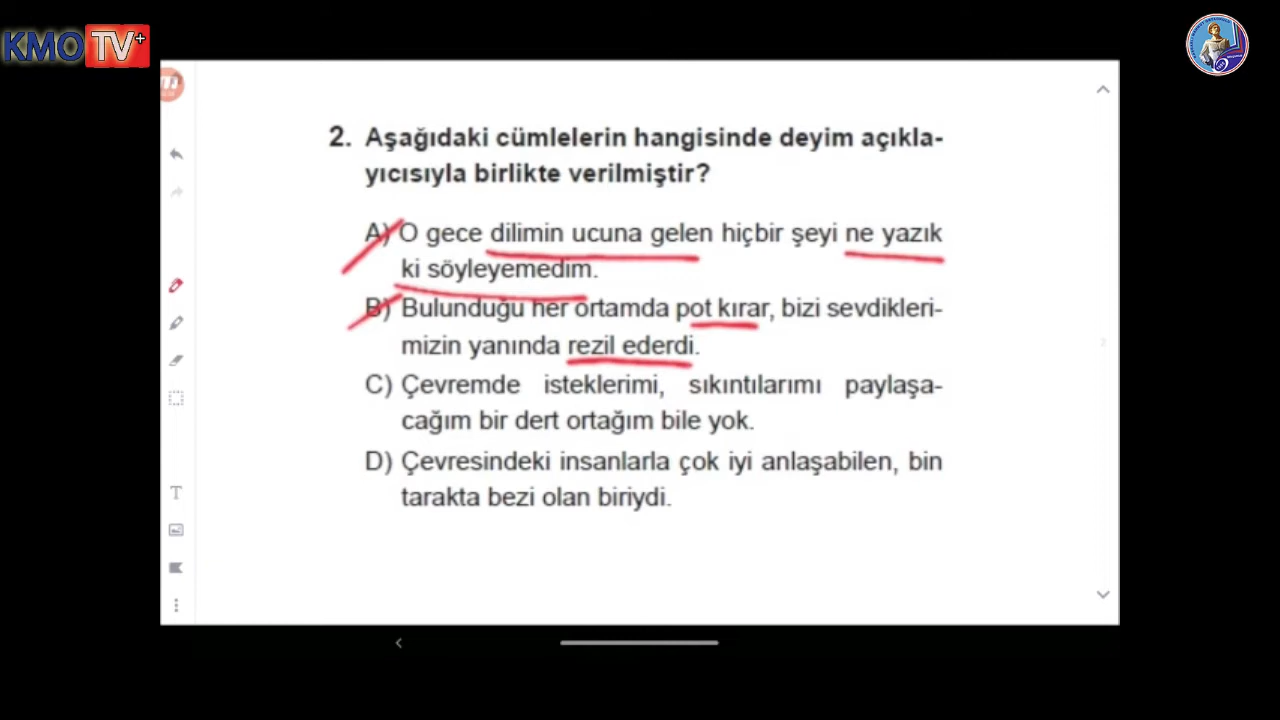 KMO TV+
2. Aşağıdaki cümlelerin hangisinde deyim açıkla-
yıcısıyla birlikte verilmiştir?
A) O gece dilimin ucuna gelen hiçbir şeyi ne yazık
ki söyleyemedim.
B) Bulunduğu her ortamda pot kırar, bizi sevdikleri-
mizin yanında rezil ederdi.
C) Çevremde isteklerimi, sıkıntılarımı paylaşa-
cağım bir dert ortağım bile yok.
D) Çevresindeki insanlarla çok iyi anlaşabilen, bin
tarakta bezi olan biriydi.